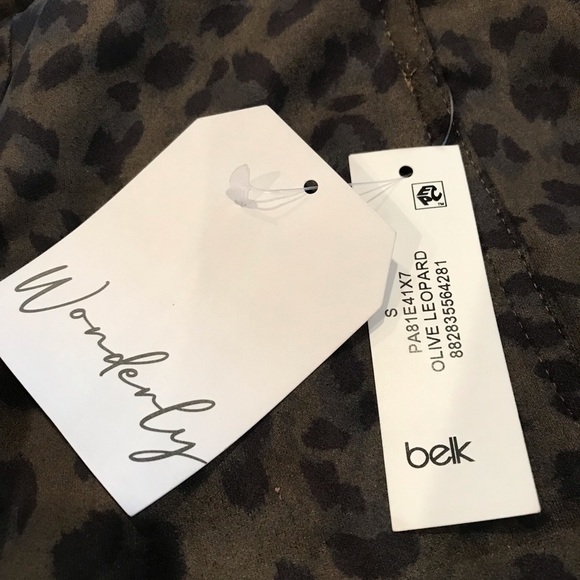 Wonderly
S
PA81E41X7
OLIVE LEOPARD
882835564281
belk